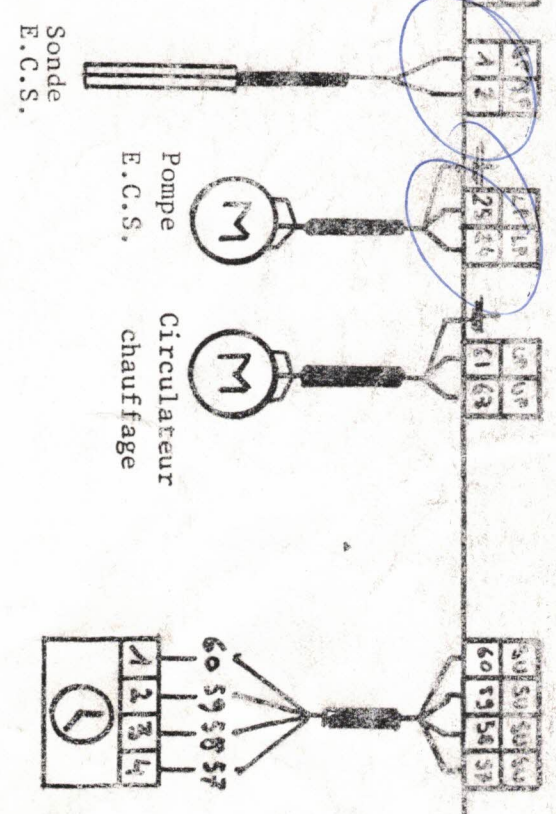 1 2
25 26
61 63
60 59 58 57
Sonde
E.C.S.
Pompe
E.C.S.
M
Circulateur
chauffage
M
60 59 58 57
1 2 3 4